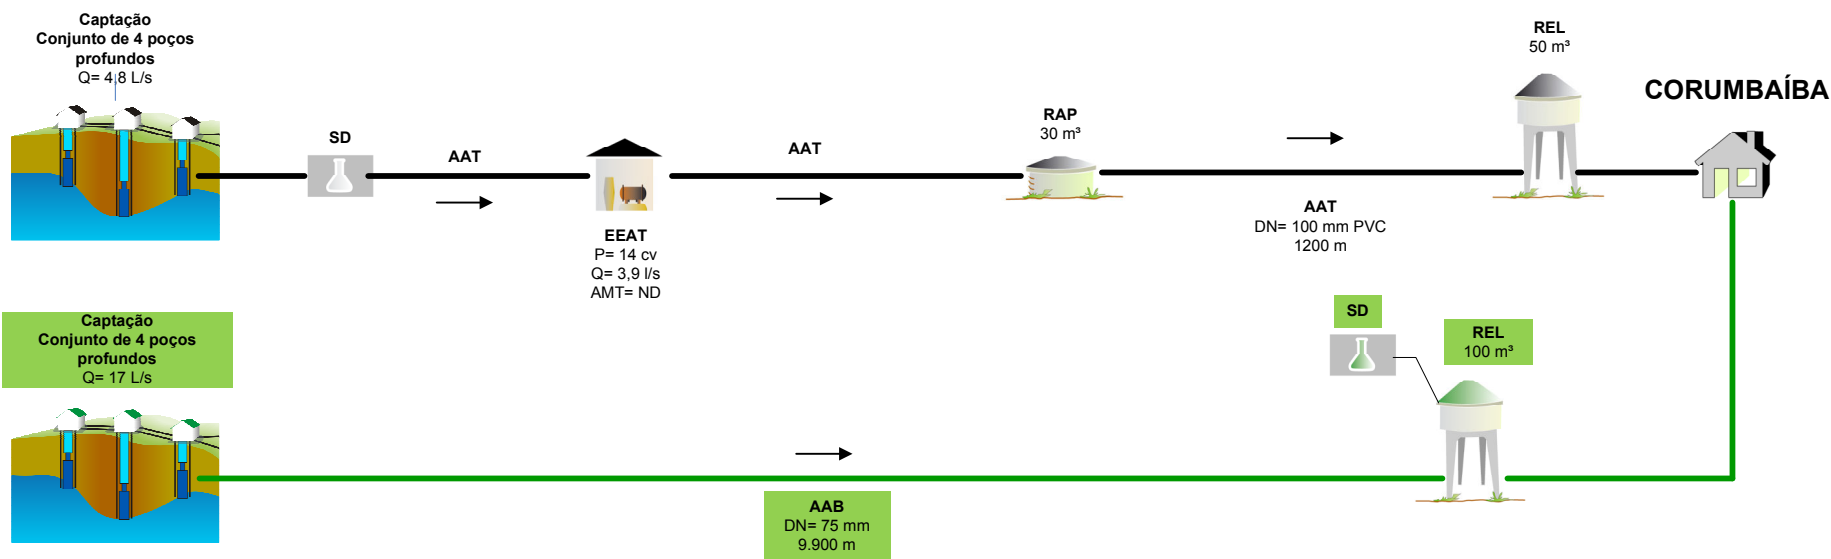 Captação
Conjunto de 4 poços
profundos
Q= 4,8 L/s
SD
AAT
EEAT
P= 14 cv
Q= 3,9 l/s
AMT= ND
AAT
RAP
30 m³
AAT
DN= 100 mm PVC
1200 m
REL
50 m³
CORUMBAÍBA
Captação
Conjunto de 4 poços
profundos
Q= 17 L/s
AAB
DN= 75 mm
9.900 m
SD
REL
100 m³